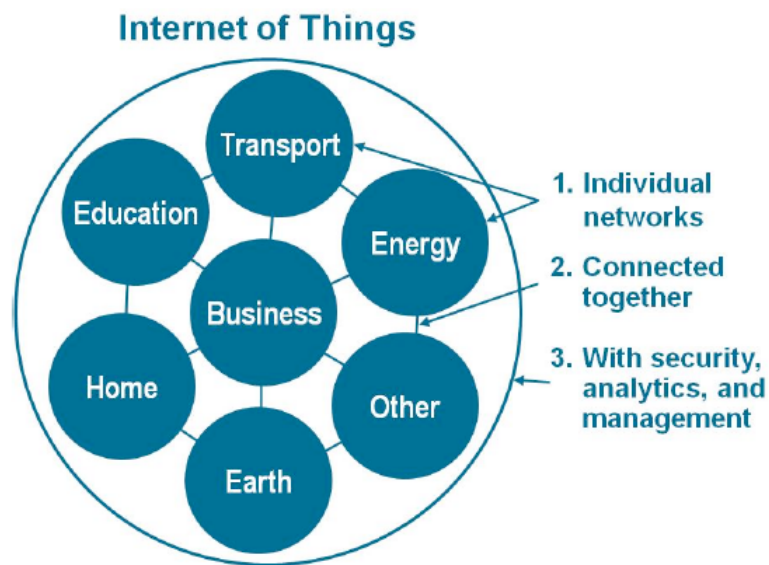 Internet of Things
Transport
Education
Energy
Business
Home
Other
Earth
1. Individual
networks
2. Connected
together
3. With security,
analytics, and
management